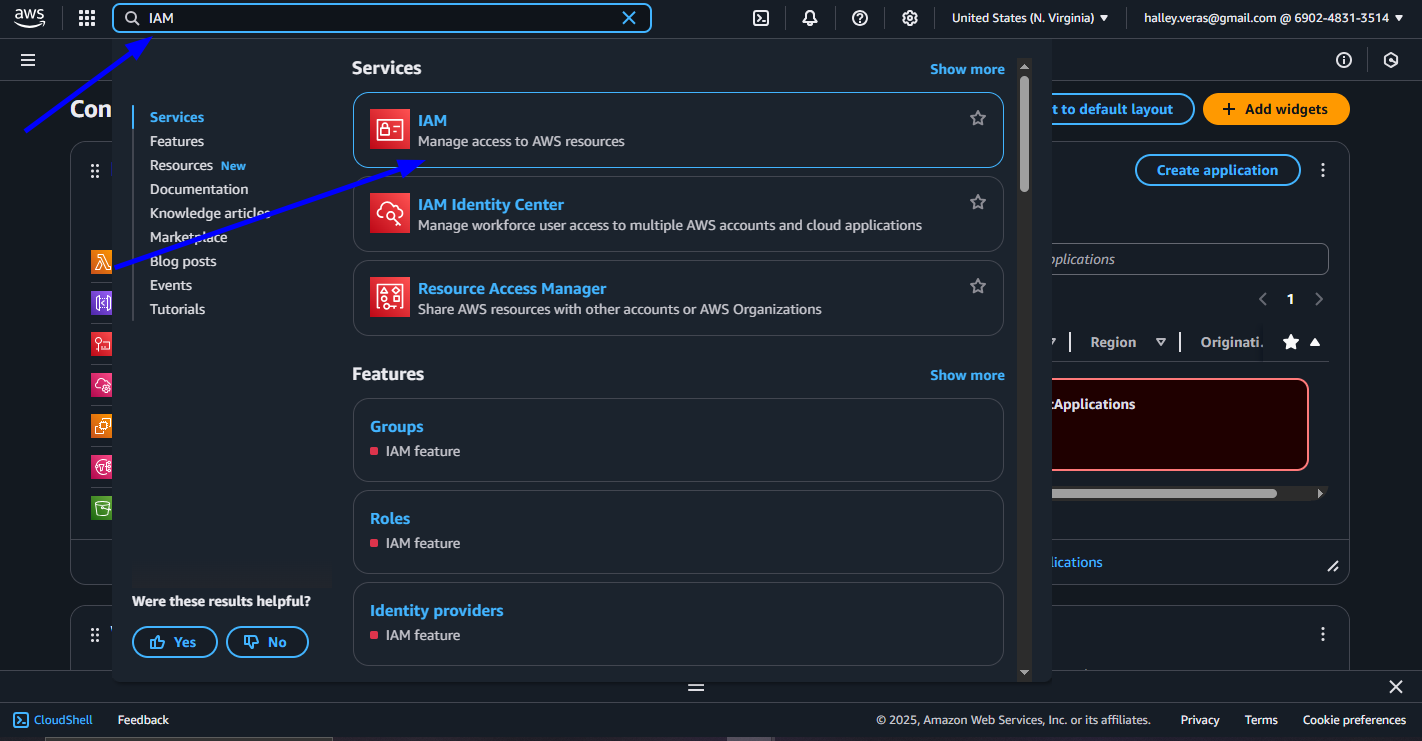 aws
IAM
United States (N. Virginia)
halley.veras@gmail.com @ 6902-4831-3514
Con
t to default layout
Add widgets
Services
Features
Resources New
Documentation
Knowledge articles
Marketplace
Blog posts
Events
Tutorials
Were these results helpful?
Yes
No
Services
Show more
IAM
Manage access to AWS resources
IAM Identity Center
Manage workforce user access to multiple AWS accounts and cloud applications
Resource Access Manager
Share AWS resources with other accounts or AWS Organizations
Features
Show more
Groups
IAM feature
Roles
IAM feature
Identity providers
IAM feature
Create application
pplications
1
Region
Originati.
:Applications
lications
CloudShell
Feedback
© 2025, Amazon Web Services, Inc. or its affiliates.
Privacy
Terms
Cookie preferences